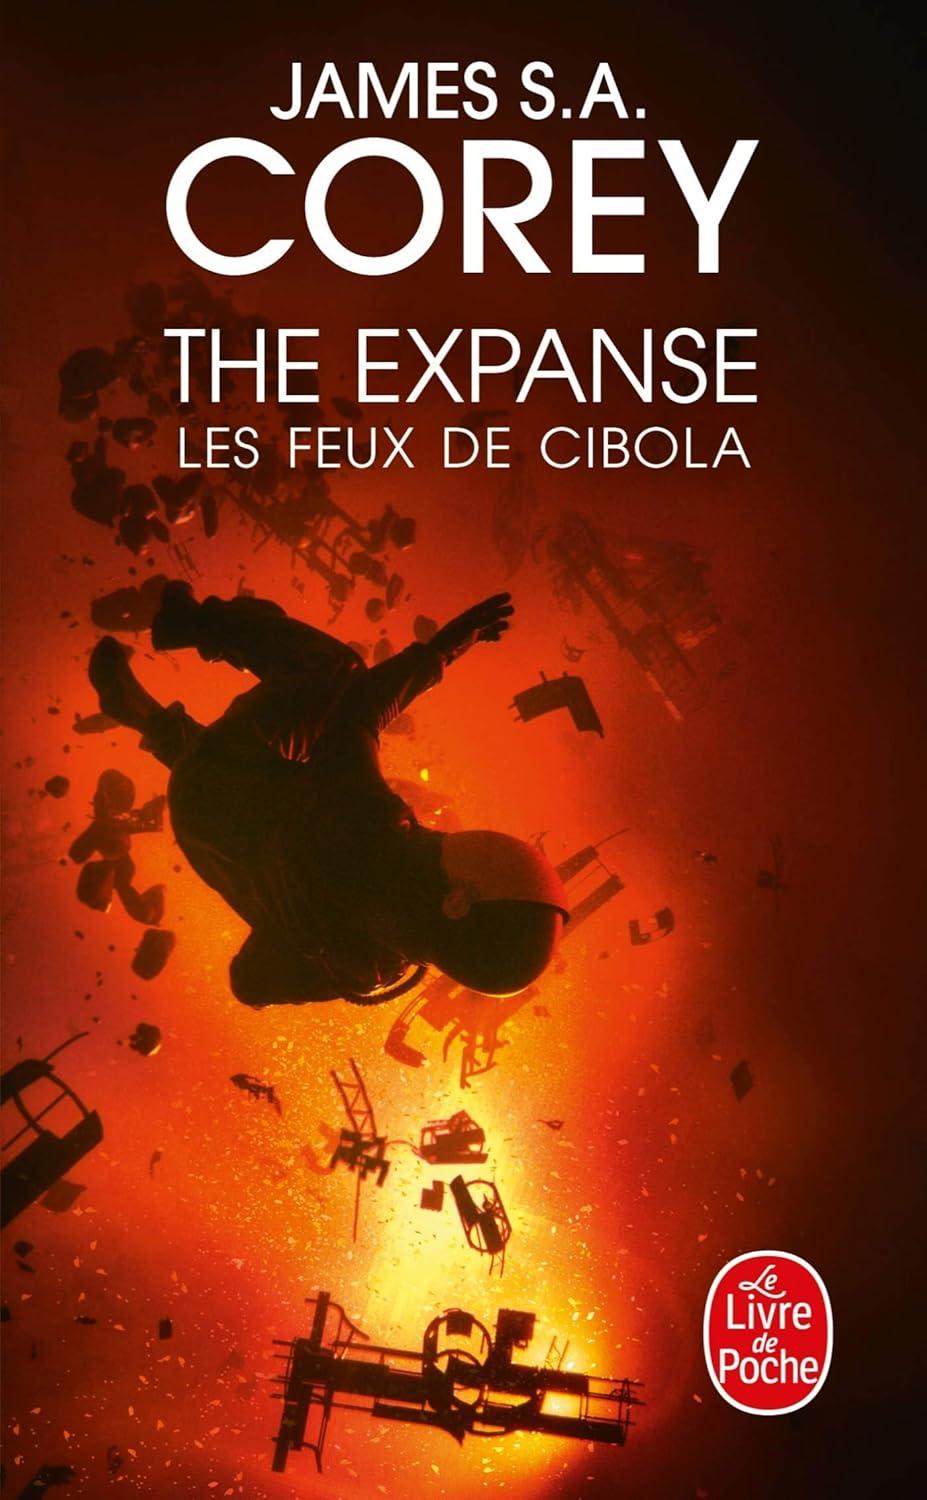 JAMES S.A.
COREY
THE EXPANSE
LES FEUX DE CIBOLA
Le
Livre
de
Poche